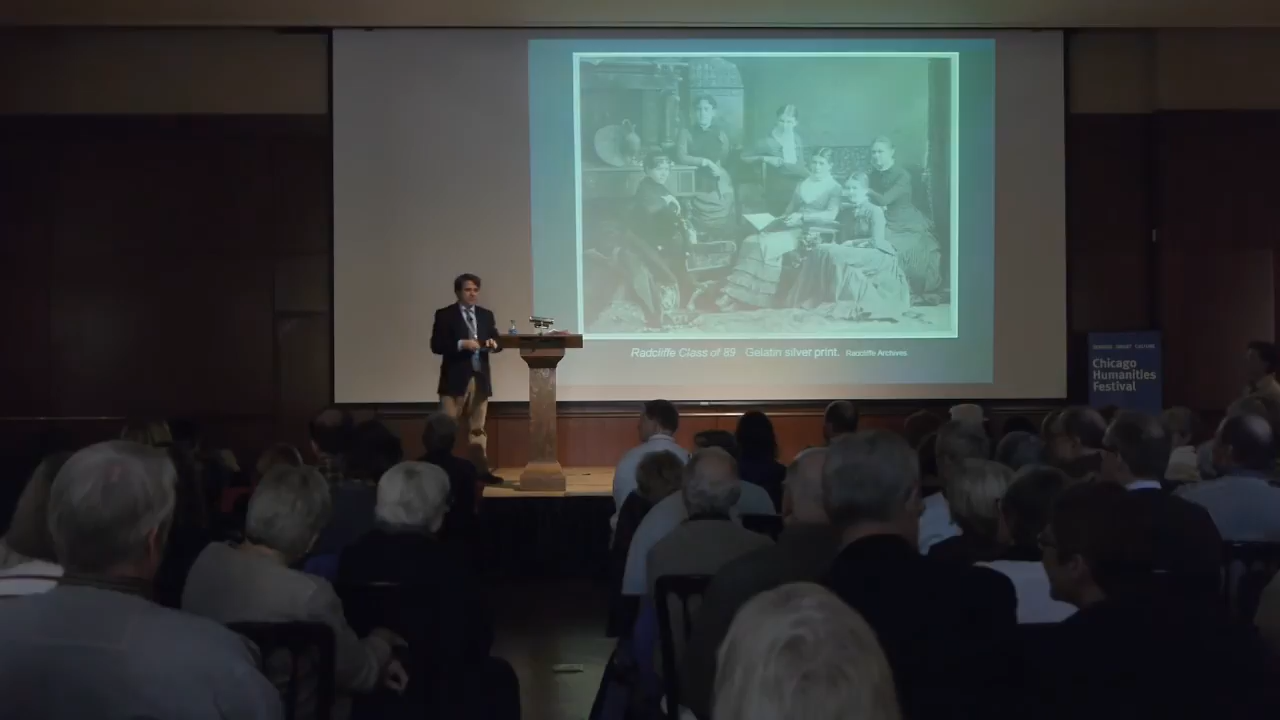 Radcliffe Class of 89 Gelatin silver print. Radcliffe Archives
Chicago
Humanities
Festival